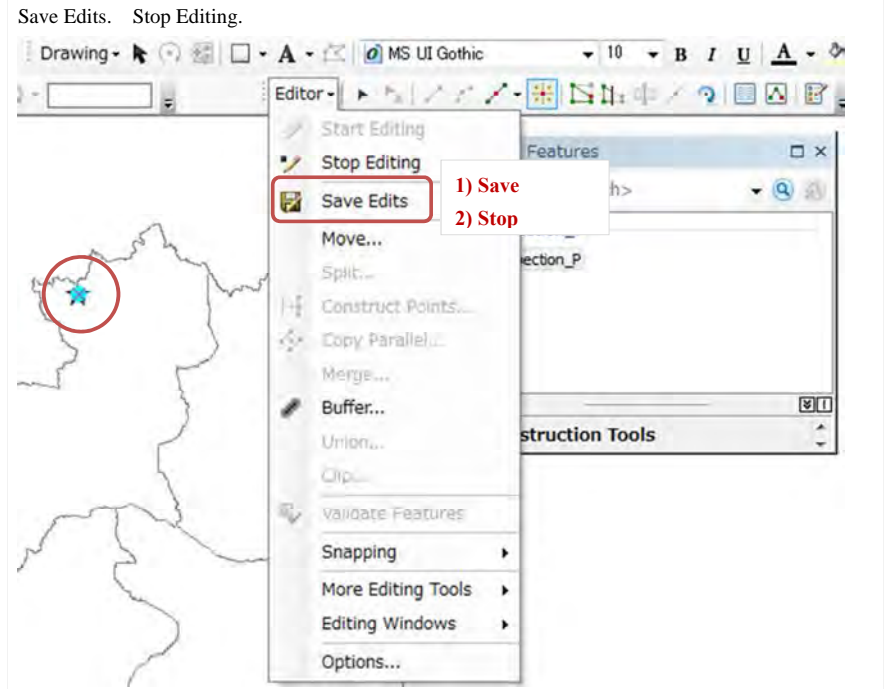 Save Edits. Stop Editing.
Drawing A MS UI Gothic 10 B I U A
Editor
Start Editing
Stop Editing
Save Edits
Move...
Split...
Construct Points...
Copy Parallel...
Merge...
Buffer...
Union...
Clip...
Validate Features
Snapping
More Editing Tools
Editing Windows
Options...
1) Save
2) Stop
Features
h>
ection_P
struction Tools